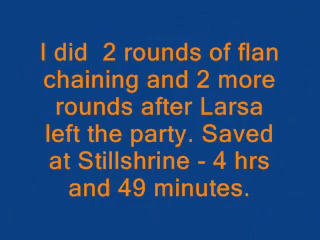 I did  2 rounds of flan
chaining and 2 more
rounds after Larsa
left the party. Saved
at Stillshrine - 4 hrs
and 49 minutes.